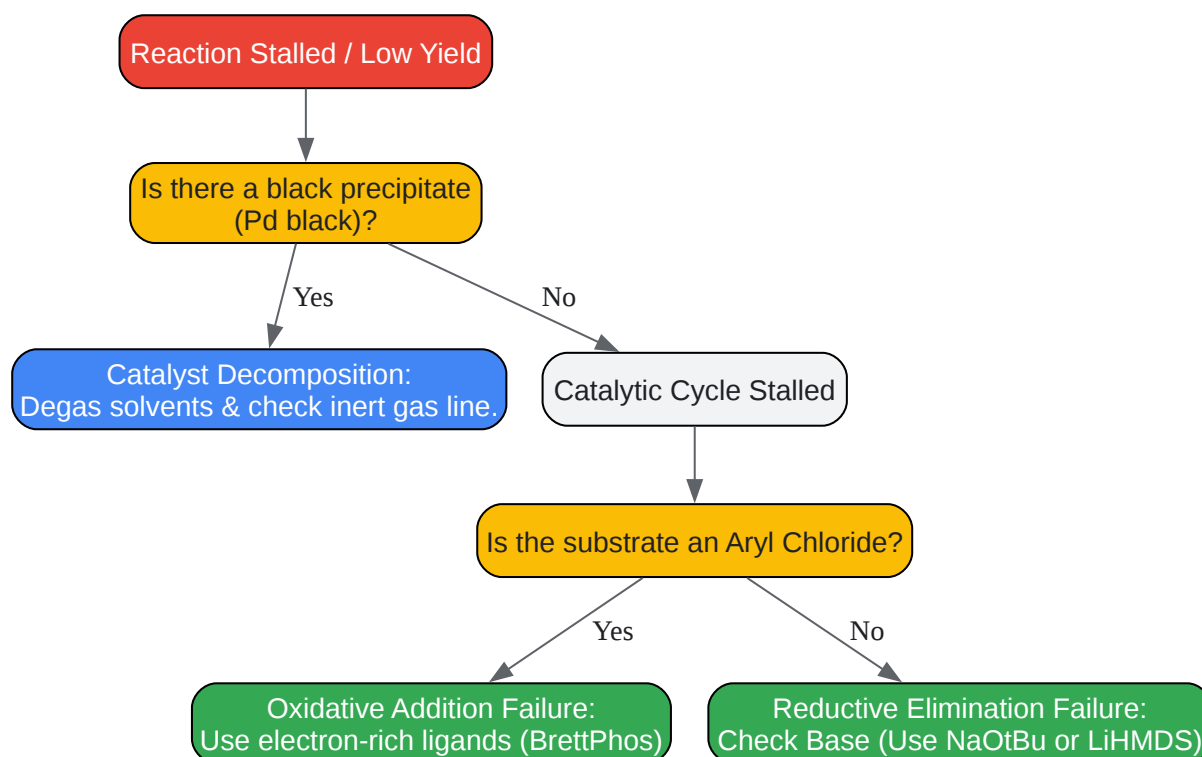 Reaction Stalled / Low Yield
Is there a black precipitate
(Pd black)?
Yes
No
Catalyst Decomposition:
Degas solvents & check inert gas line.
Catalytic Cycle Stalled
Is the substrate an Aryl Chloride?
Yes
No
Oxidative Addition Failure:
Use electron-rich ligands (BrettPhos)
Reductive Elimination Failure:
Check Base (Use NaOtBu or LiHMDS)